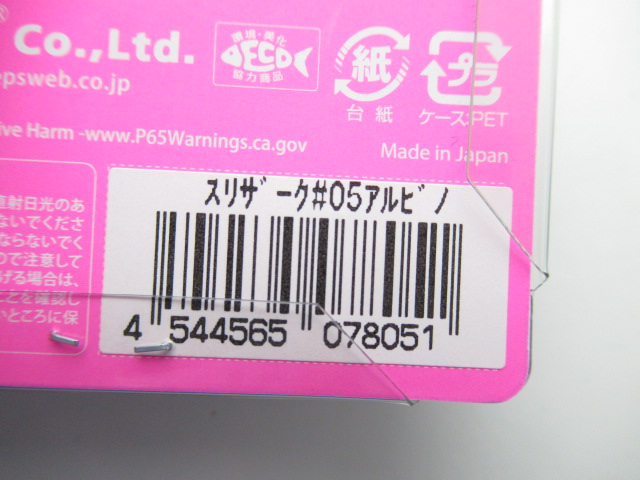 ® Co.,Ltd.
epsweb.co.jp
環境・美化
ECO
協力商品
紙
台紙
プラ
ケース:PET
ive Harm -www.P65Warnings.ca.gov
Made in Japan
直射日光のあ
ないでくださ
ならないでく
ので注意して
げる場合は、
ことを確認し
いところに保
スリザーク#05アルビノ
4 544565 078051